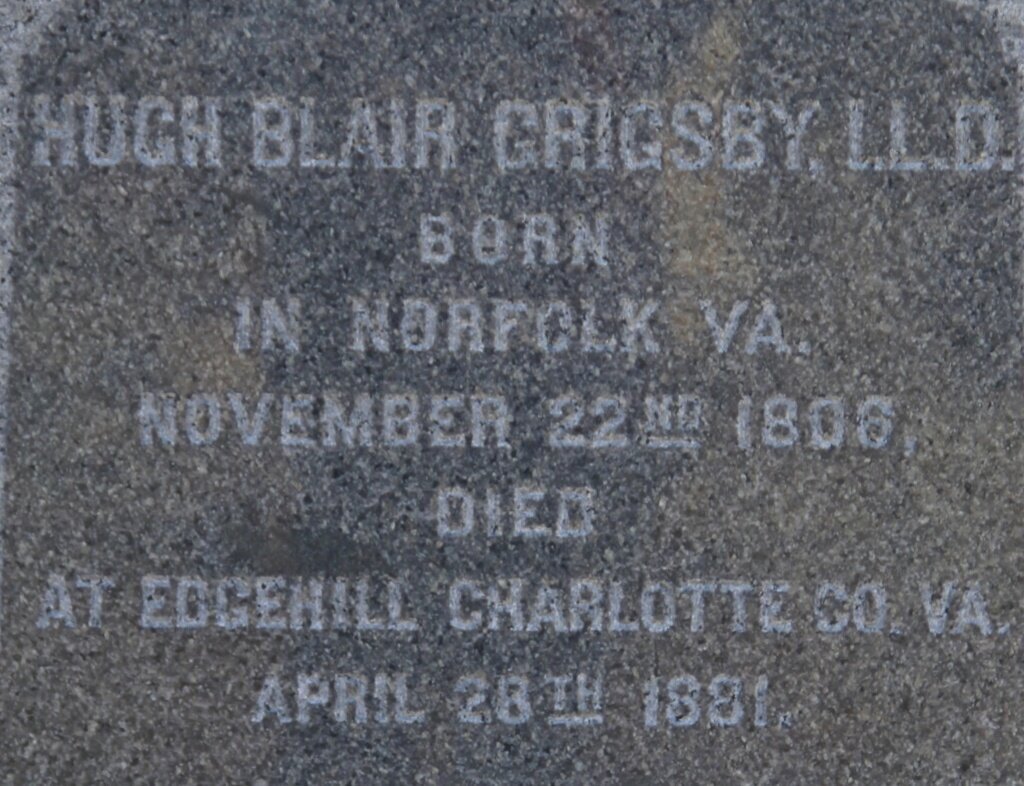 HUGH BLAIR GRIGSBY, LL.D.
BORN
IN NORFOLK VA.
NOVEMBER 22ND 1806,
DIED
AT EDGEHILL CHARLOTTE CO. VA.
APRIL 28TH 1881.